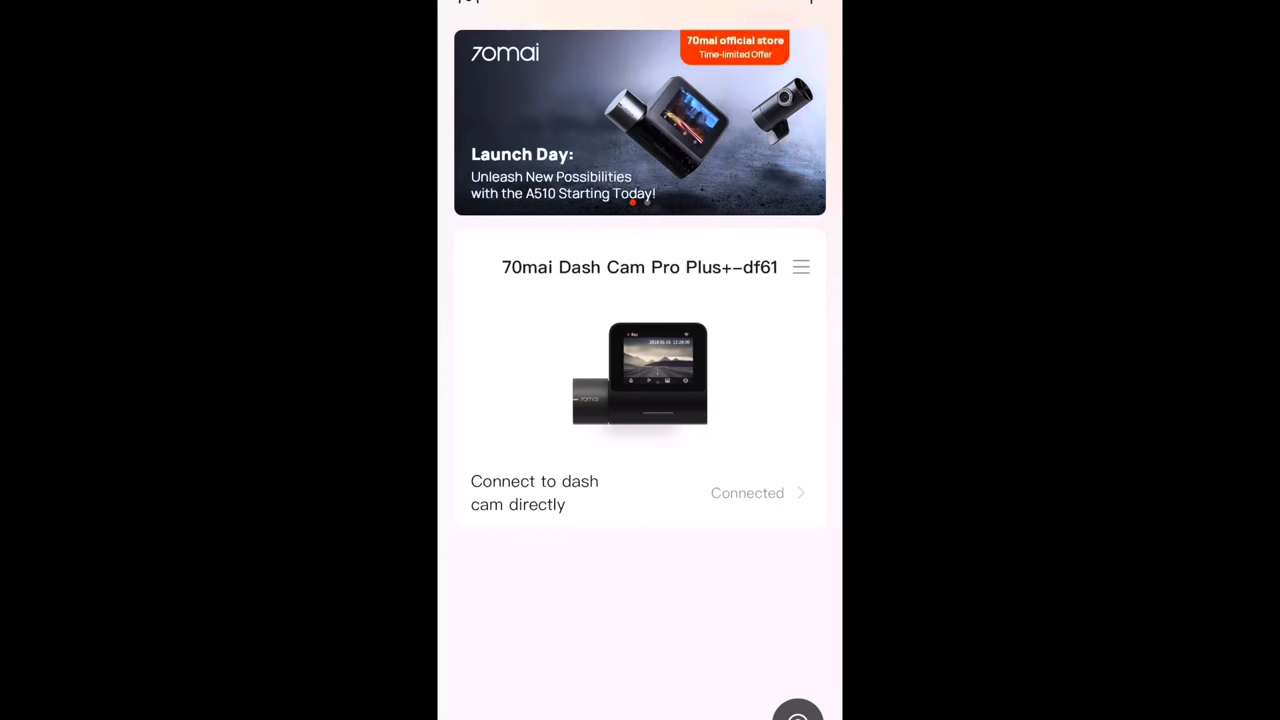 70mai official store
70mai
Time-limited Offer
Launch Day:
Unleash New Possibilities
with the A510 Starting Today!
70mai Dash Cam Pro Plus+-df61
70mai
Connect to dash
cam directly
Connected